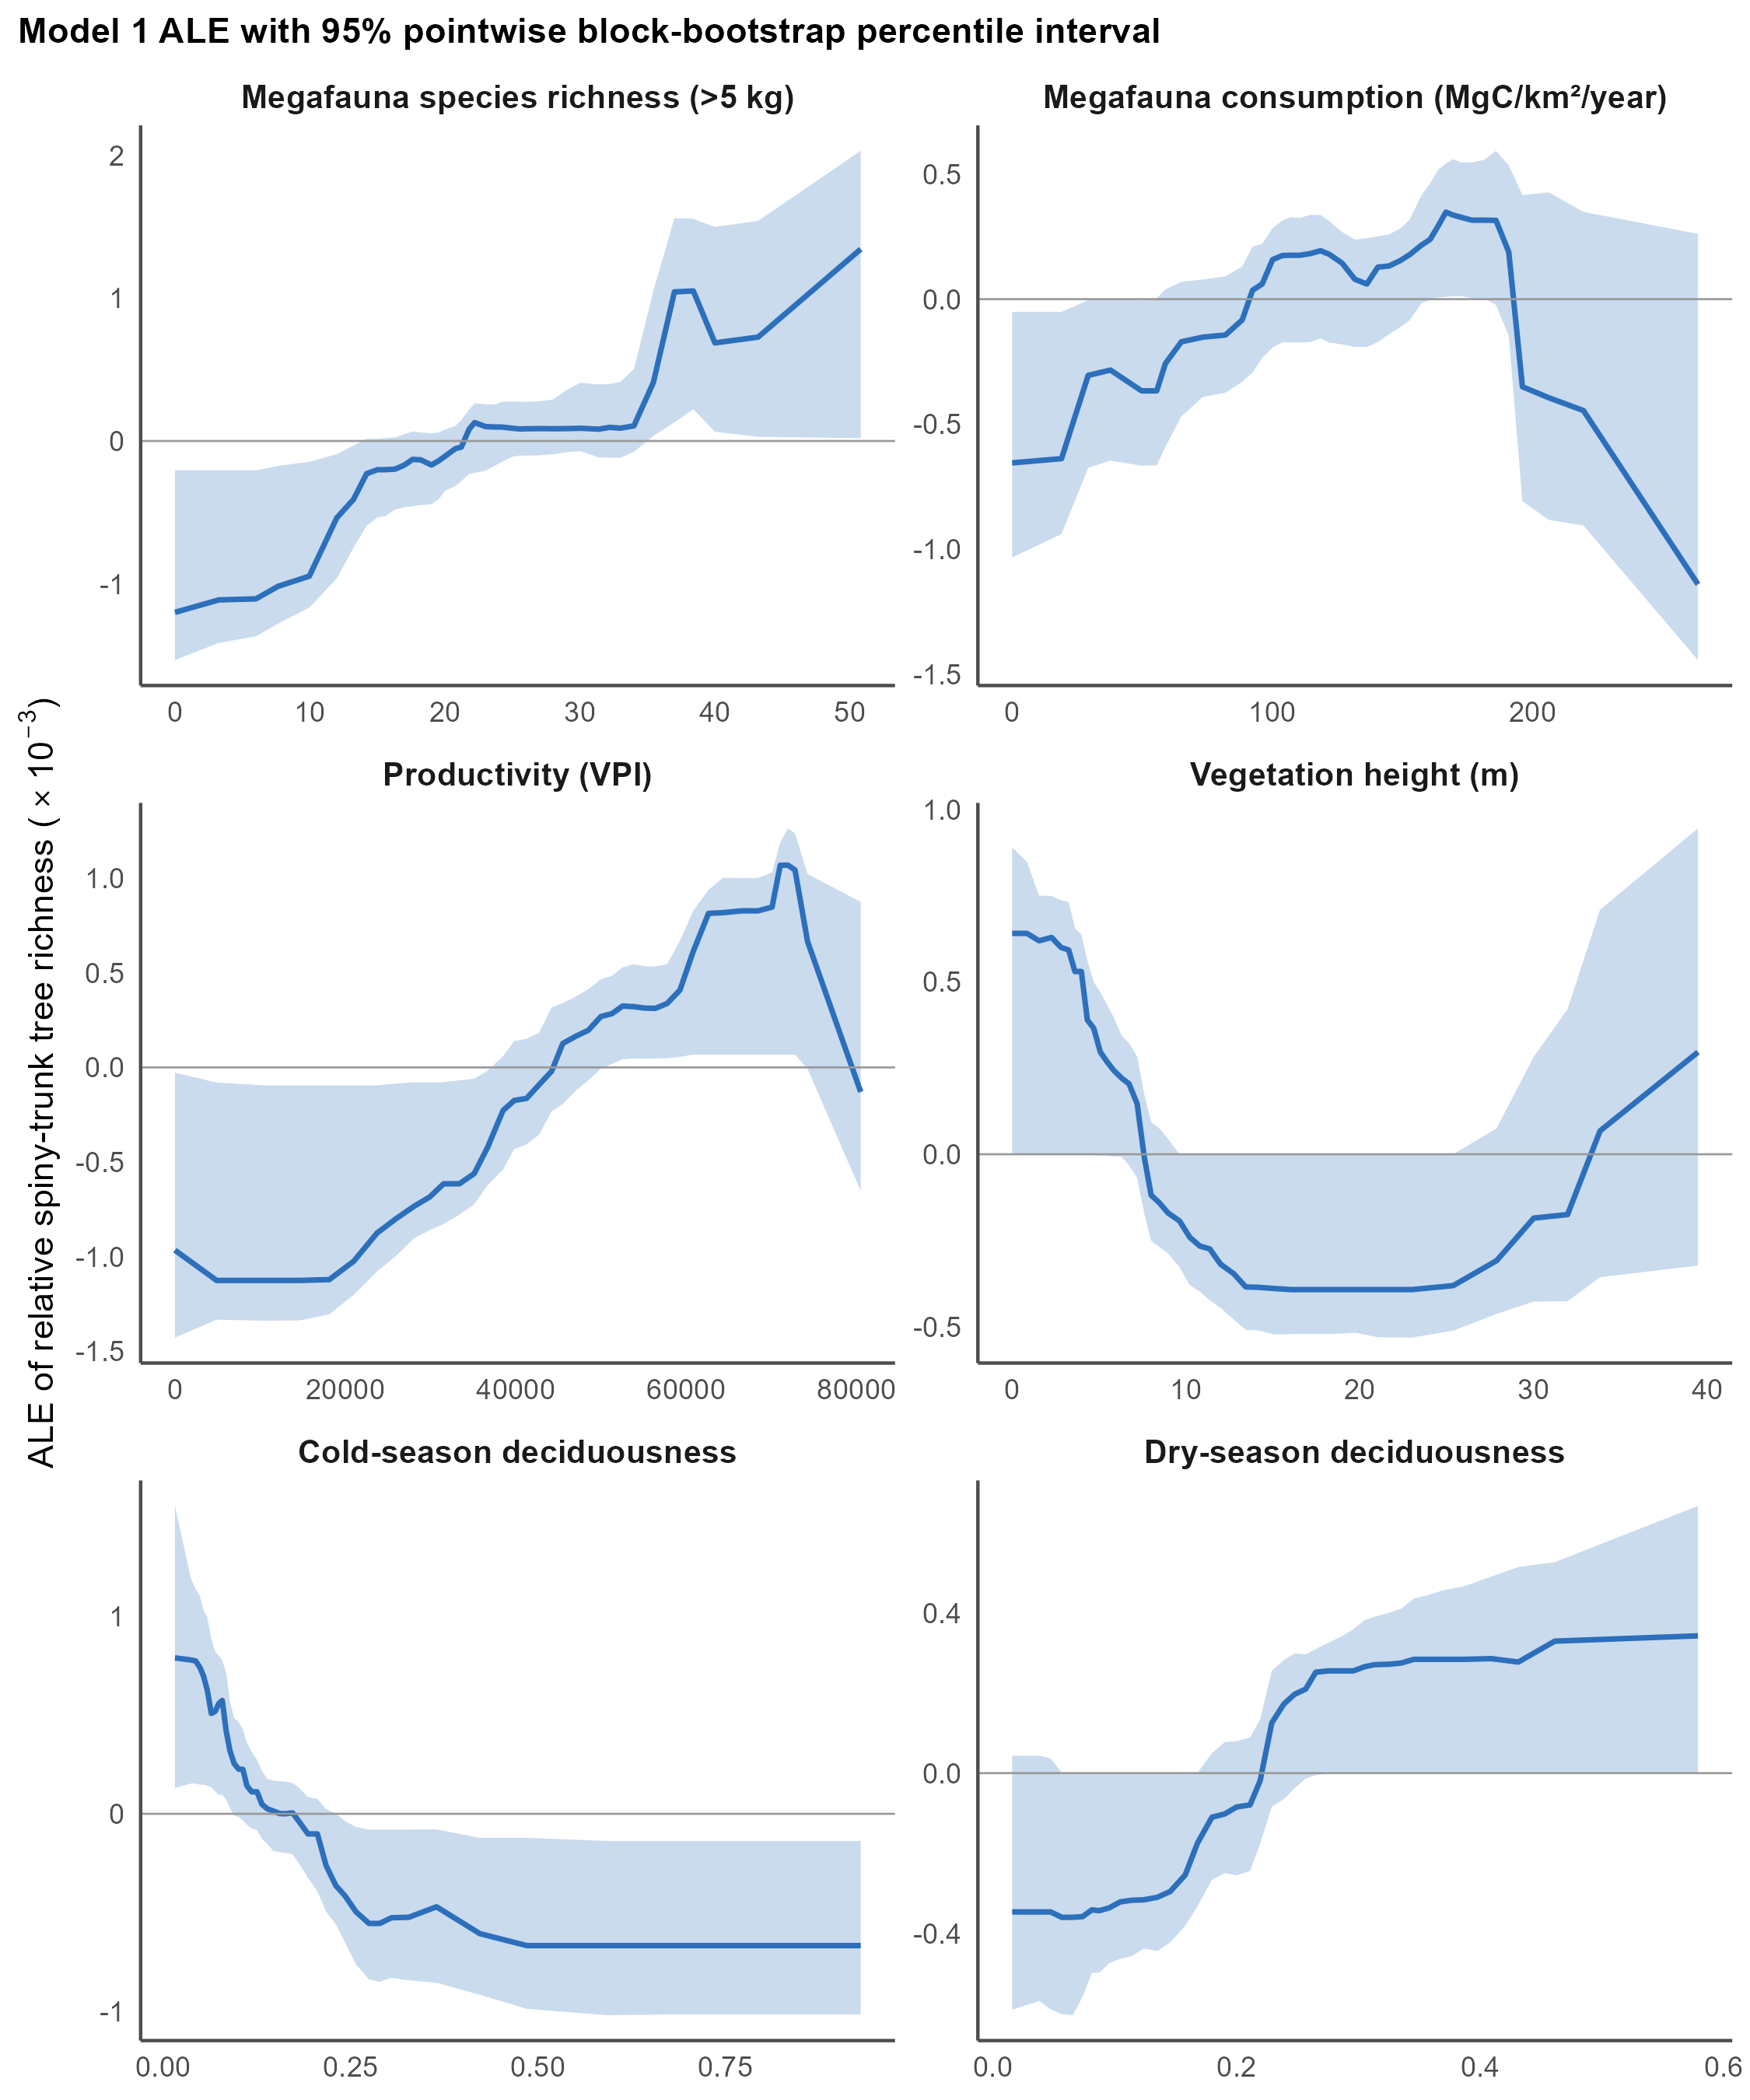 Model 1 ALE with 95% pointwise block-bootstrap percentile interval
ALE of relative spiny-trunk tree richness ( × 10⁻³)
Megafauna species richness (>5 kg)
2
1
0
-1
0 10 20 30 40 50
Megafauna consumption (MgC/km²/year)
0.5
0.0
-0.5
-1.0
-1.5
0 100 200
Productivity (VPI)
1.0
0.5
0.0
-0.5
-1.0
-1.5
0 20000 40000 60000 80000
Vegetation height (m)
1.0
0.5
0.0
-0.5
0 10 20 30 40
Cold-season deciduousness
1
0
-1
0.00 0.25 0.50 0.75
Dry-season deciduousness
0.4
0.0
-0.4
0.0 0.2 0.4 0.6